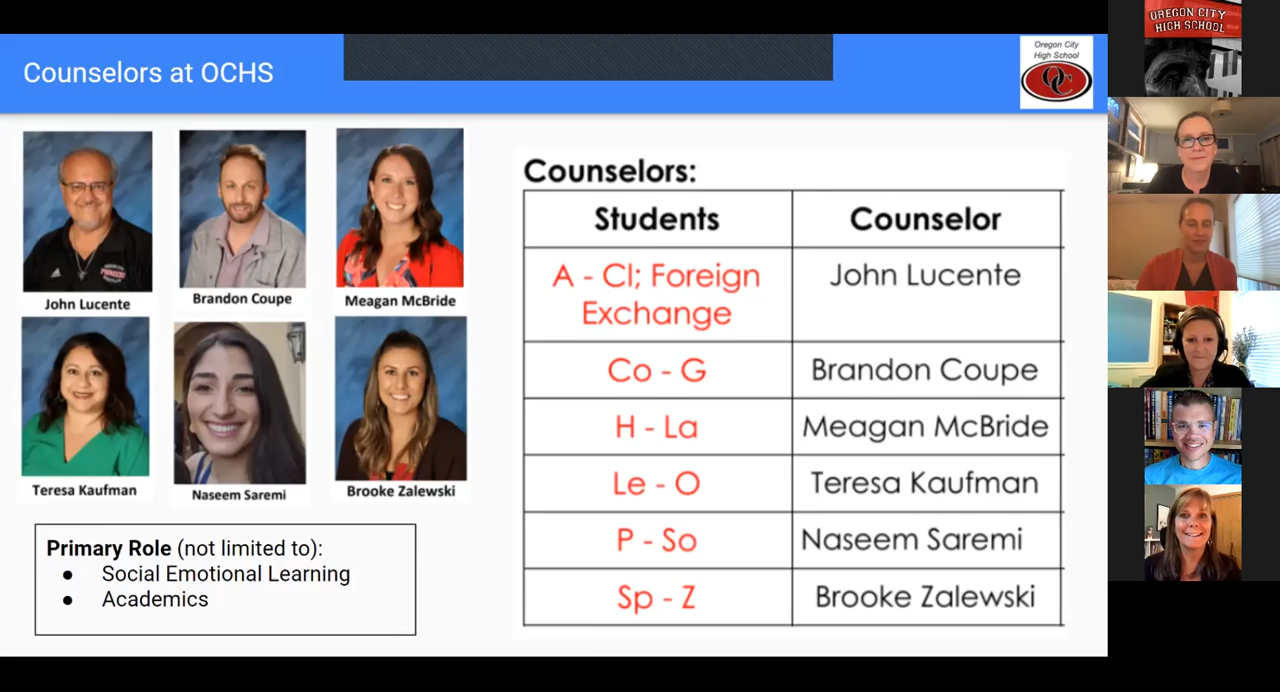 Counselors at OCHS
Oregon City
High School
OC
John Lucente
Brandon Coupe
Meagan McBride
Teresa Kaufman
Naseem Saremi
Brooke Zalewski
Primary Role (not limited to):
● Social Emotional Learning
● Academics
Counselors:
Students Counselor
A - Cl; Foreign John Lucente
Exchange
Co - G Brandon Coupe
H - La Meagan McBride
Le - O Teresa Kaufman
P - So Naseem Saremi
Sp - Z Brooke Zalewski
OREGON CITY
HIGH SCHOOL